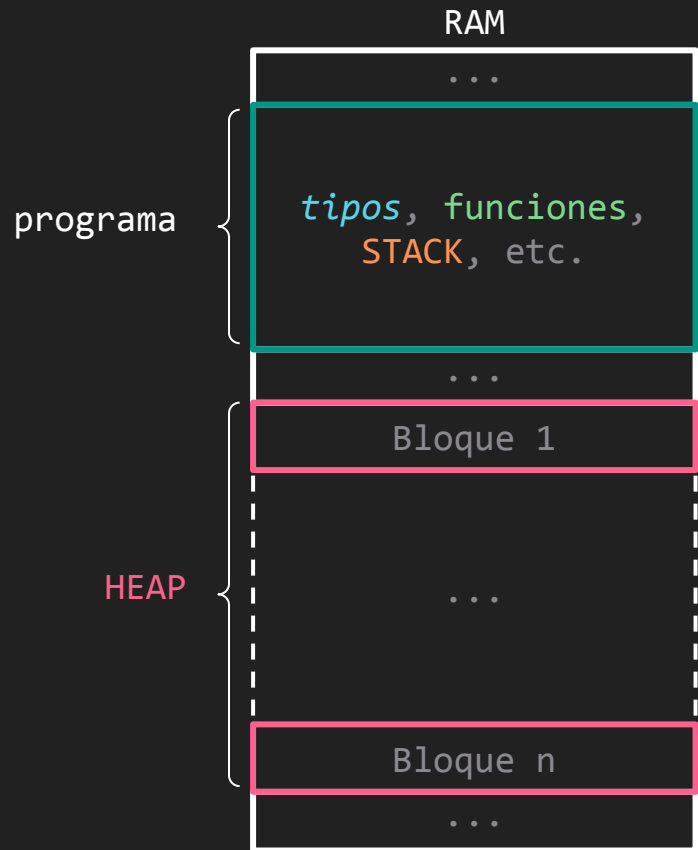 RAM
...
programa
tipos, funciones,
STACK, etc.
...
Bloque 1
HEAP
...
Bloque n
...